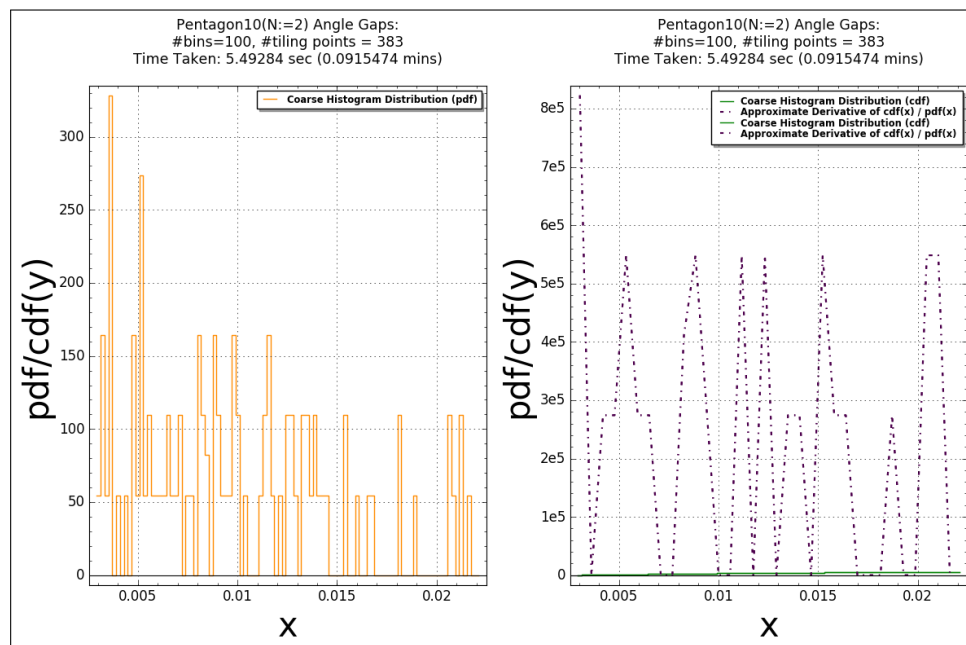 Pentagon10(N:=2) Angle Gaps:
#bins=100, #tiling points = 383
Time Taken: 5.49284 sec (0.0915474 mins)
Coarse Histogram Distribution (pdf)
300
250
200
150
100
50
0
0.005
0.01
0.015
0.02
pdf/cdf(y)
x
Pentagon10(N:=2) Angle Gaps:
#bins=100, #tiling points = 383
Time Taken: 5.49284 sec (0.0915474 mins)
Coarse Histogram Distribution (cdf)
Approximate Derivative of cdf(x) / pdf(x)
Coarse Histogram Distribution (cdf)
Approximate Derivative of cdf(x) / pdf(x)
8e5
7e5
6e5
5e5
4e5
3e5
2e5
1e5
0
0.005
0.01
0.015
0.02
pdf/cdf(y)
x